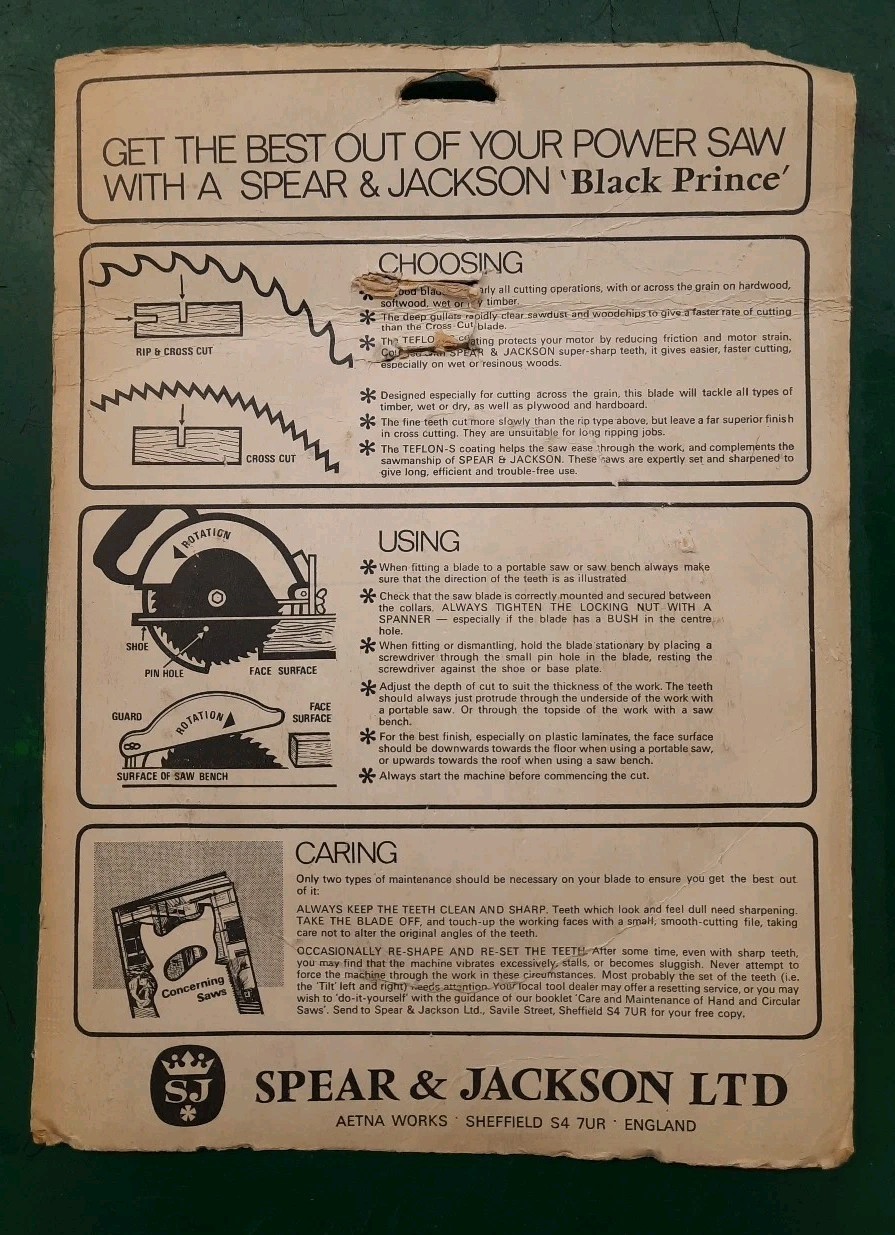 GET THE BEST OUT OF YOUR POWER SAW
WITH A SPEAR & JACKSON 'Black Prince'
CHOOSING
all cutting operations, with or across the grain on hardwood,
softwood, wet or timber.
* The deep gullets rapidly clear sawdust and woodchips to give a faster rate of cutting
than the Cross Cut blade.
* The TEFLON coating protects your motor by reducing friction and motor strain.
SPEAR & JACKSON super-sharp teeth, it gives easier, faster cutting,
especially on wet or resinous woods.
RIP & CROSS CUT
* Designed especially for cutting across the grain, this blade will tackle all types of
timber, wet or dry, as well as plywood and hardboard.
* The fine teeth cut more slowly than the rip type above, but leave a far superior finish
in cross cutting. They are unsuitable for long ripping jobs.
* The TEFLON-S coating helps the saw ease through the work, and complements the
sawmanship of SPEAR & JACKSON. These saws are expertly set and sharpened to
give long, efficient and trouble-free use.
CROSS CUT
USING
* When fitting a blade to a portable saw or saw bench always make
sure that the direction of the teeth is as illustrated
* Check that the saw blade is correctly mounted and secured between
the collars. ALWAYS TIGHTEN THE LOCKING NUT WITH A
SPANNER — especially if the blade has a BUSH in the centre
hole.
* When fitting or dismantling, hold the blade stationary by placing a
screwdriver through the small pin hole in the blade, resting the
screwdriver against the shoe or base plate.
* Adjust the depth of cut to suit the thickness of the work. The teeth
should always just protrude through the underside of the work with
a portable saw. Or through the topside of the work with a saw
bench.
* For the best finish, especially on plastic laminates, the face surface
should be downwards towards the floor when using a portable saw,
or upwards towards the roof when using a saw bench.
* Always start the machine before commencing the cut.
ROTATION
SHOE
PIN HOLE
FACE SURFACE
GUARD
ROTATION
FACE
SURFACE
SURFACE OF SAW BENCH
CARING
Only two types of maintenance should be necessary on your blade to ensure you get the best out
of it:
ALWAYS KEEP THE TEETH CLEAN AND SHARP. Teeth which look and feel dull need sharpening.
TAKE THE BLADE OFF, and touch-up the working faces with a small, smooth-cutting file, taking
care not to alter the original angles of the teeth.
OCCASIONALLY RE-SHAPE AND RE-SET THE TEETH. After some time, even with sharp teeth,
you may find that the machine vibrates excessively, stalls, or becomes sluggish. Never attempt to
force the machine through the work in these circumstances. Most probably the set of the teeth (i.e.
the 'Tilt' left and right) needs attention. Your local tool dealer may offer a resetting service, or you may
wish to 'do-it-yourself' with the guidance of our booklet 'Care and Maintenance of Hand and Circular
Saws'. Send to Spear & Jackson Ltd., Savile Street, Sheffield S4 7UR for your free copy.
Concerning
Saws
SJ
SPEAR & JACKSON LTD
AETNA WORKS · SHEFFIELD S4 7UR · ENGLAND